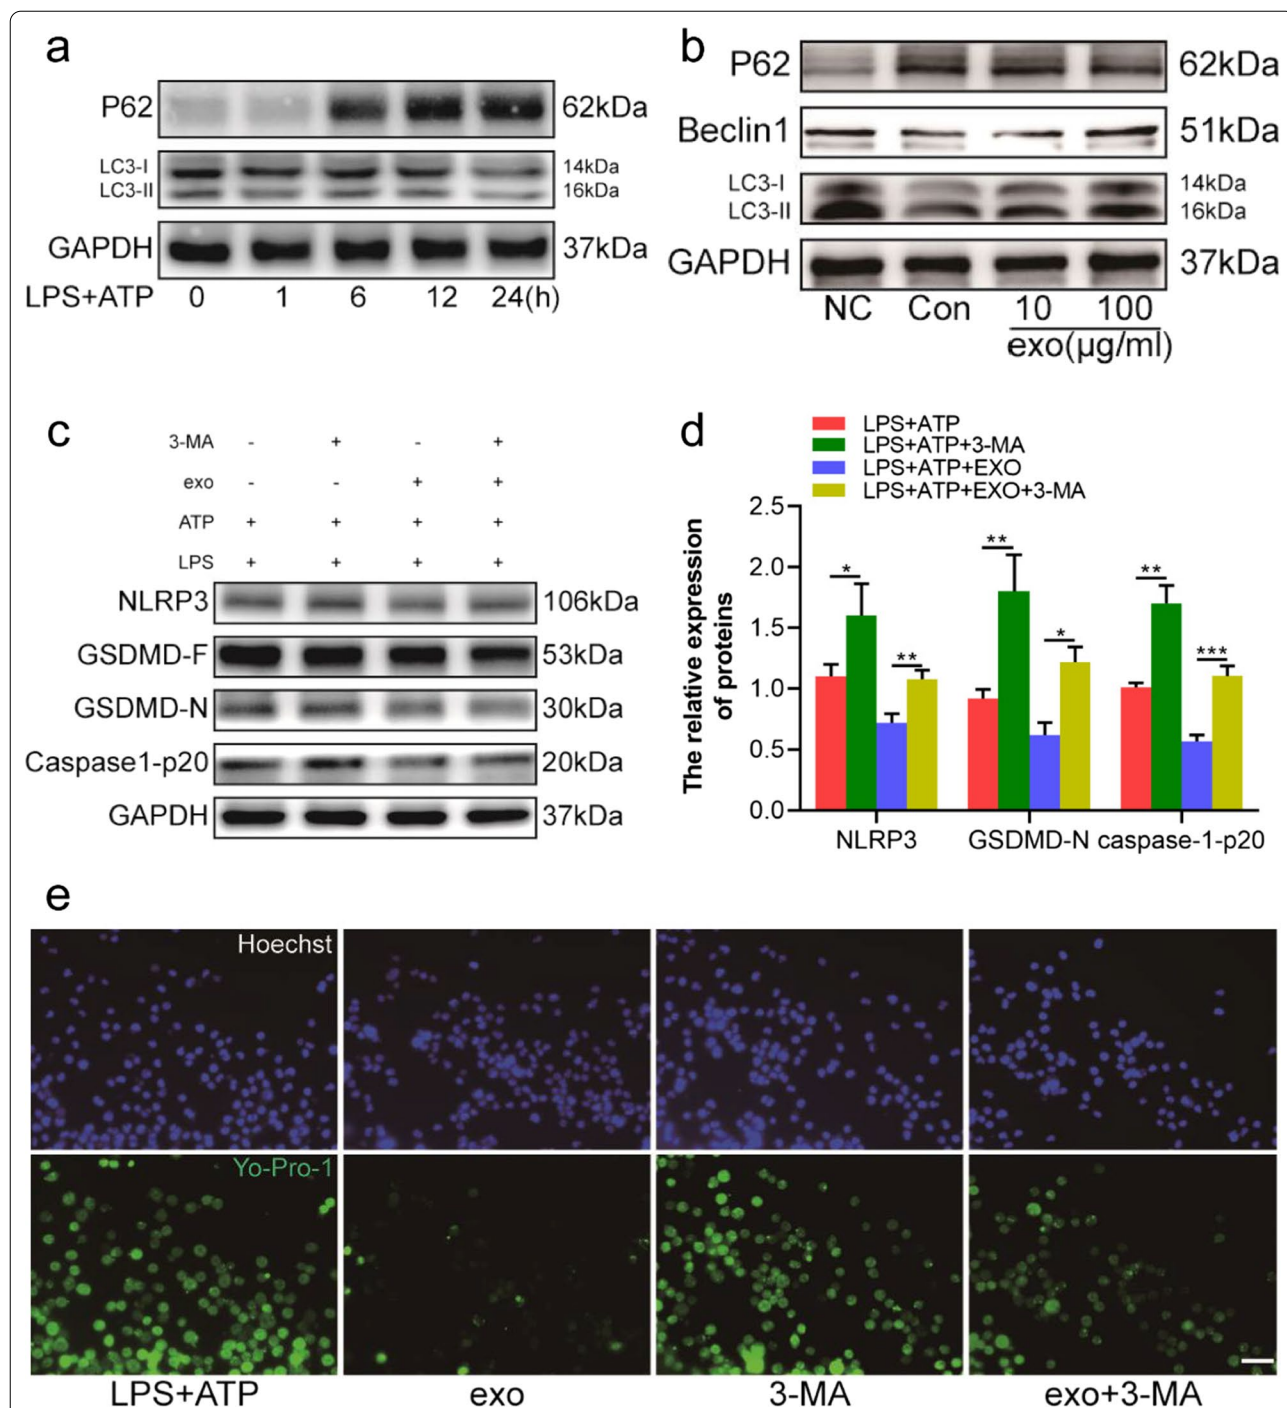 a
P62 62kDa
LC3-I 14kDa
LC3-II 16kDa
GAPDH 37kDa
LPS+ATP 0 1 6 12 24(h)
b
P62 62kDa
Beclin1 51kDa
LC3-I 14kDa
LC3-II 16kDa
GAPDH 37kDa
NC Con 10 100
exo(µg/ml)
c
3-MA - + - +
exo - - + +
ATP + + + +
LPS + + + +
NLRP3 106kDa
GSDMD-F 53kDa
GSDMD-N 30kDa
Caspase1-p20 20kDa
GAPDH 37kDa
d
LPS+ATP
LPS+ATP+3-MA
LPS+ATP+EXO
LPS+ATP+EXO+3-MA
The relative expression
of proteins
2.5
2.0
1.5
1.0
0.5
0.0
* ** ** * ** ***
NLRP3 GSDMD-N caspase-1-p20
e
Hoechst
Yo-Pro-1
LPS+ATP exo 3-MA exo+3-MA